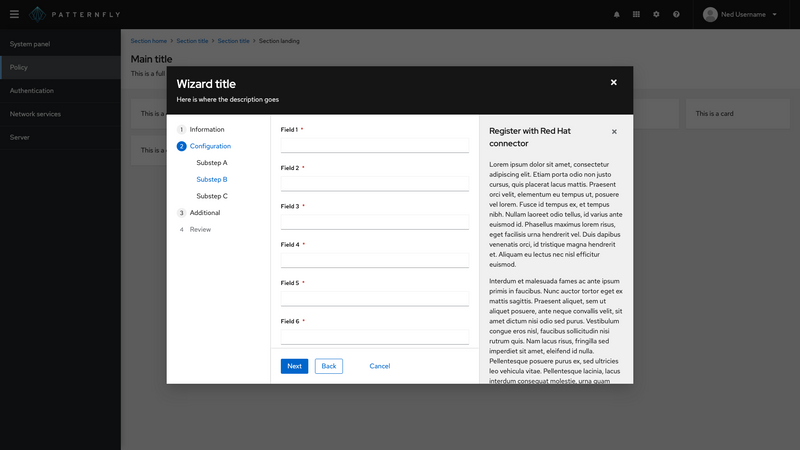 PATTERNFLY
Ned Username
System panel
Policy
Authentication
Network services
Server
Section home > Section title > Section title > Section landing
Main title
This is a full
This is a
This is a card
This is a
Wizard title
Here is where the description goes
1 Information
2 Configuration
Substep A
Substep B
Substep C
3 Additional
4 Review
Field 1 *
Field 2 *
Field 3 *
Field 4 *
Field 5 *
Field 6 *
Next
Back
Cancel
Register with Red Hat
connector
Lorem ipsum dolor sit amet, consectetur
adipiscing elit. Etiam porta odio non justo
cursus, quis placerat lacus mattis. Praesent
orci velit, elementum eu tempus ut, posuere
vel lorem. Fusce id tempus ex, et tempus
nibh. Nullam laoreet odio tellus, id varius ante
euismod id. Phasellus maximus lorem risus,
eget facilisis urna hendrerit vel. Duis dapibus
venenatis orci, id tristique magna hendrerit
et. Aliquam eu lectus nec nisl efficitur
euismod.
Interdum et malesuada fames ac ante ipsum
primis in faucibus. Nunc auctor tortor eget ex
mattis sagittis. Praesent aliquet, sem ut
aliquet posuere, ante neque convallis velit, sit
amet dictum nisi odio sed purus. Vestibulum
congue eros nisl, faucibus sollicitudin nisi
rutrum quis. Nam lacus risus, fringilla sed
imperdiet sit amet, eleifend id nulla.
Pellentesque posuere purus ex, sed ultricies
leo vehicula vitae. Pellentesque lacinia, lacus
interdum consequat molestie, urna quam